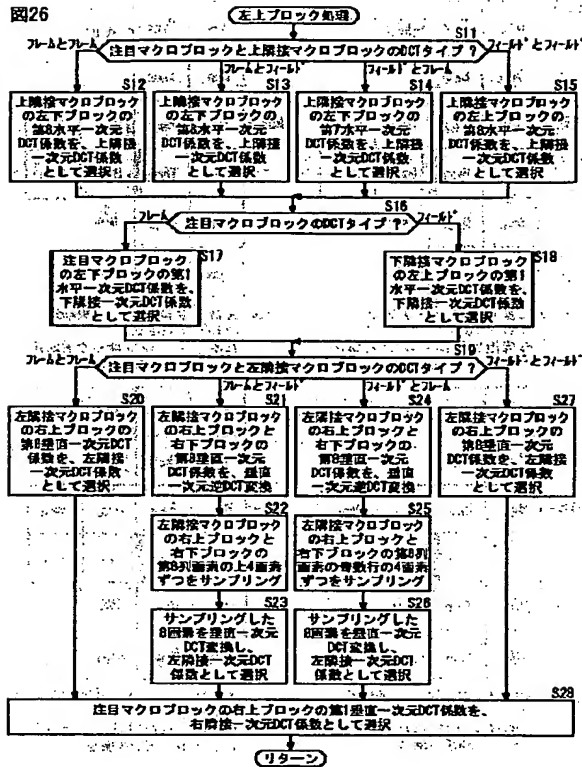 図26
左上ブロック処理
S11
注目マクロブロックと上隣接マクロブロックのDCTタイプ?
フレームとフレーム
フレームとフィールド
フィールドとフレーム
フィールドとフィールド
S12
上隣接マクロブロック
の左下ブロックの
第8水平一次元
DCT係数を、上隣接
一次元DCT係数
として選択
S13
上隣接マクロブロック
の左下ブロックの
第8水平一次元
DCT係数を、上隣接
一次元DCT係数
として選択
S14
上隣接マクロブロック
の左下ブロックの
第7水平一次元
DCT係数を、上隣接
一次元DCT係数
として選択
S15
上隣接マクロブロック
の左上ブロックの
第8水平一次元
DCT係数を、上隣接
一次元DCT係数
として選択
S16
注目マクロブロックのDCTタイプ?
フレーム
フィールド
S17
注目マクロブロック
の左下ブロックの第1
水平一次元DCT係数を、
下隣接一次元DCT係数
として選択
S18
下隣接マクロブロック
の左上ブロックの第1
水平一次元DCT係数を、
下隣接一次元DCT係数
として選択
S19
注目マクロブロックと左隣接マクロブロックのDCTタイプ?
フレームとフレーム
フレームとフィールド
フィールドとフレーム
フィールドとフィールド
S20
左隣接マクロブロック
の右上ブロックの
第8垂直一次元DCT
係数を、左隣接
一次元DCT係数
として選択
S21
左隣接マクロブロック
の右上ブロックと
右下ブロックの
第8垂直一次元
DCT係数を、垂直
一次元逆DCT変換
S24
左隣接マクロブロック
の右上ブロックと
右下ブロックの
第8垂直一次元
DCT係数を、垂直
一次元逆DCT変換
S27
左隣接マクロブロック
の右上ブロックの
第8垂直一次元
DCT係数を、左隣接
一次元DCT係数
として選択
S22
左隣接マクロブロック
の右上ブロックと
右下ブロックの
第8列画素の上4画素
ずつをサンプリング
S25
左隣接マクロブロック
の右上ブロックと
右下ブロックの第8列
画素の奇数行の4画素
ずつをサンプリング
S23
サンプリングした
8画素を垂直一次元
DCT変換し、
左隣接一次元DCT
係数として選択
S26
サンプリングした
8画素を垂直一次元
DCT変換し、
左隣接一次元DCT
係数として選択
S28
注目マクロブロックの右上ブロックの第1垂直一次元DCT係数を、
右隣接一次元DCT係数として選択
リターン